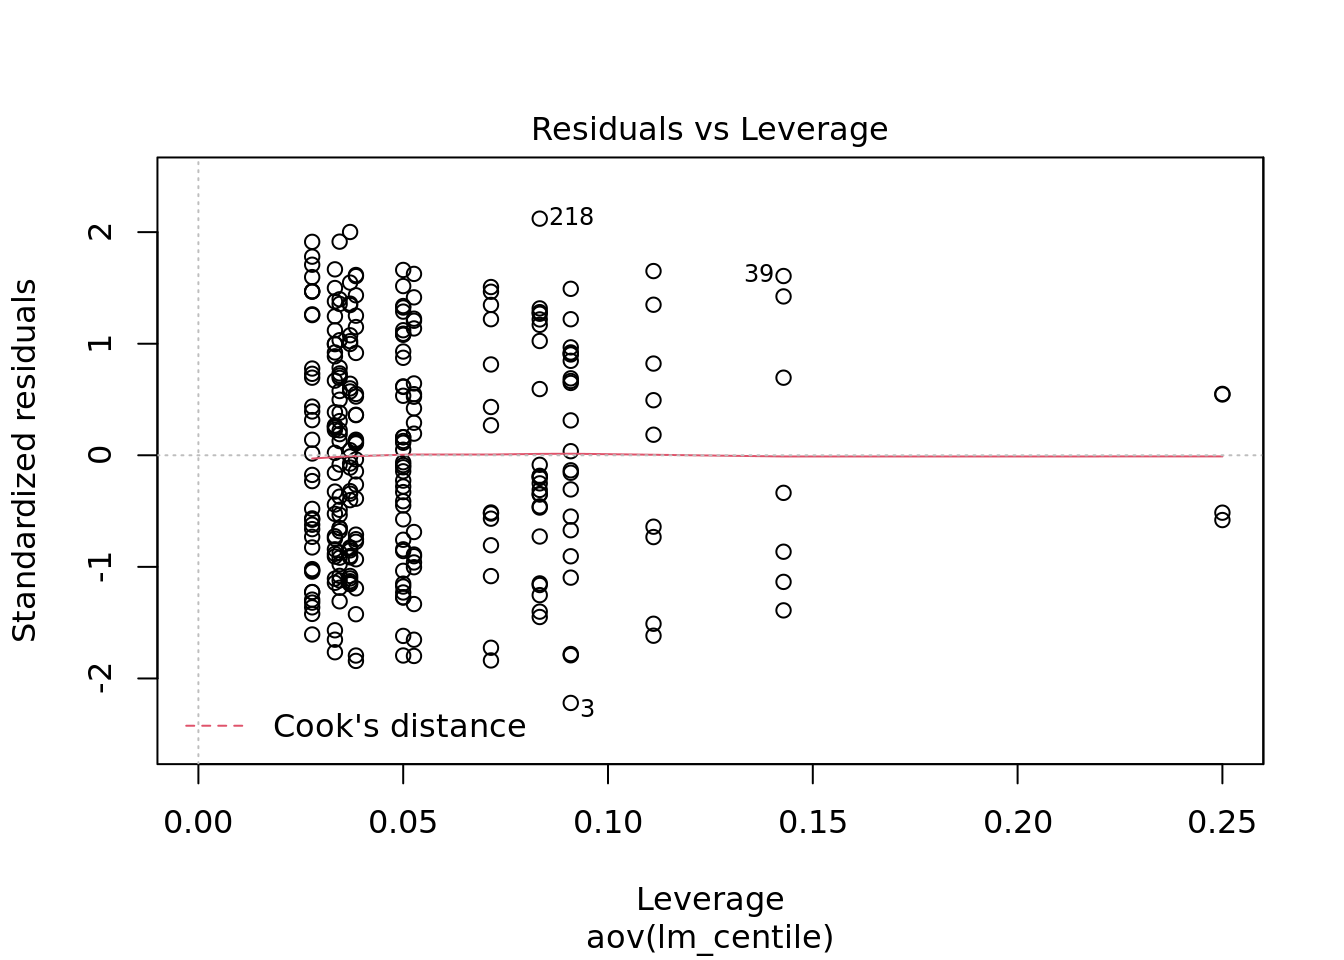 Residuals vs Leverage
Standardized residuals
2
1
0
-1
-2
218
39
3
Cook's distance
0.00 0.05 0.10 0.15 0.20 0.25
Leverage
aov(lm_centile)